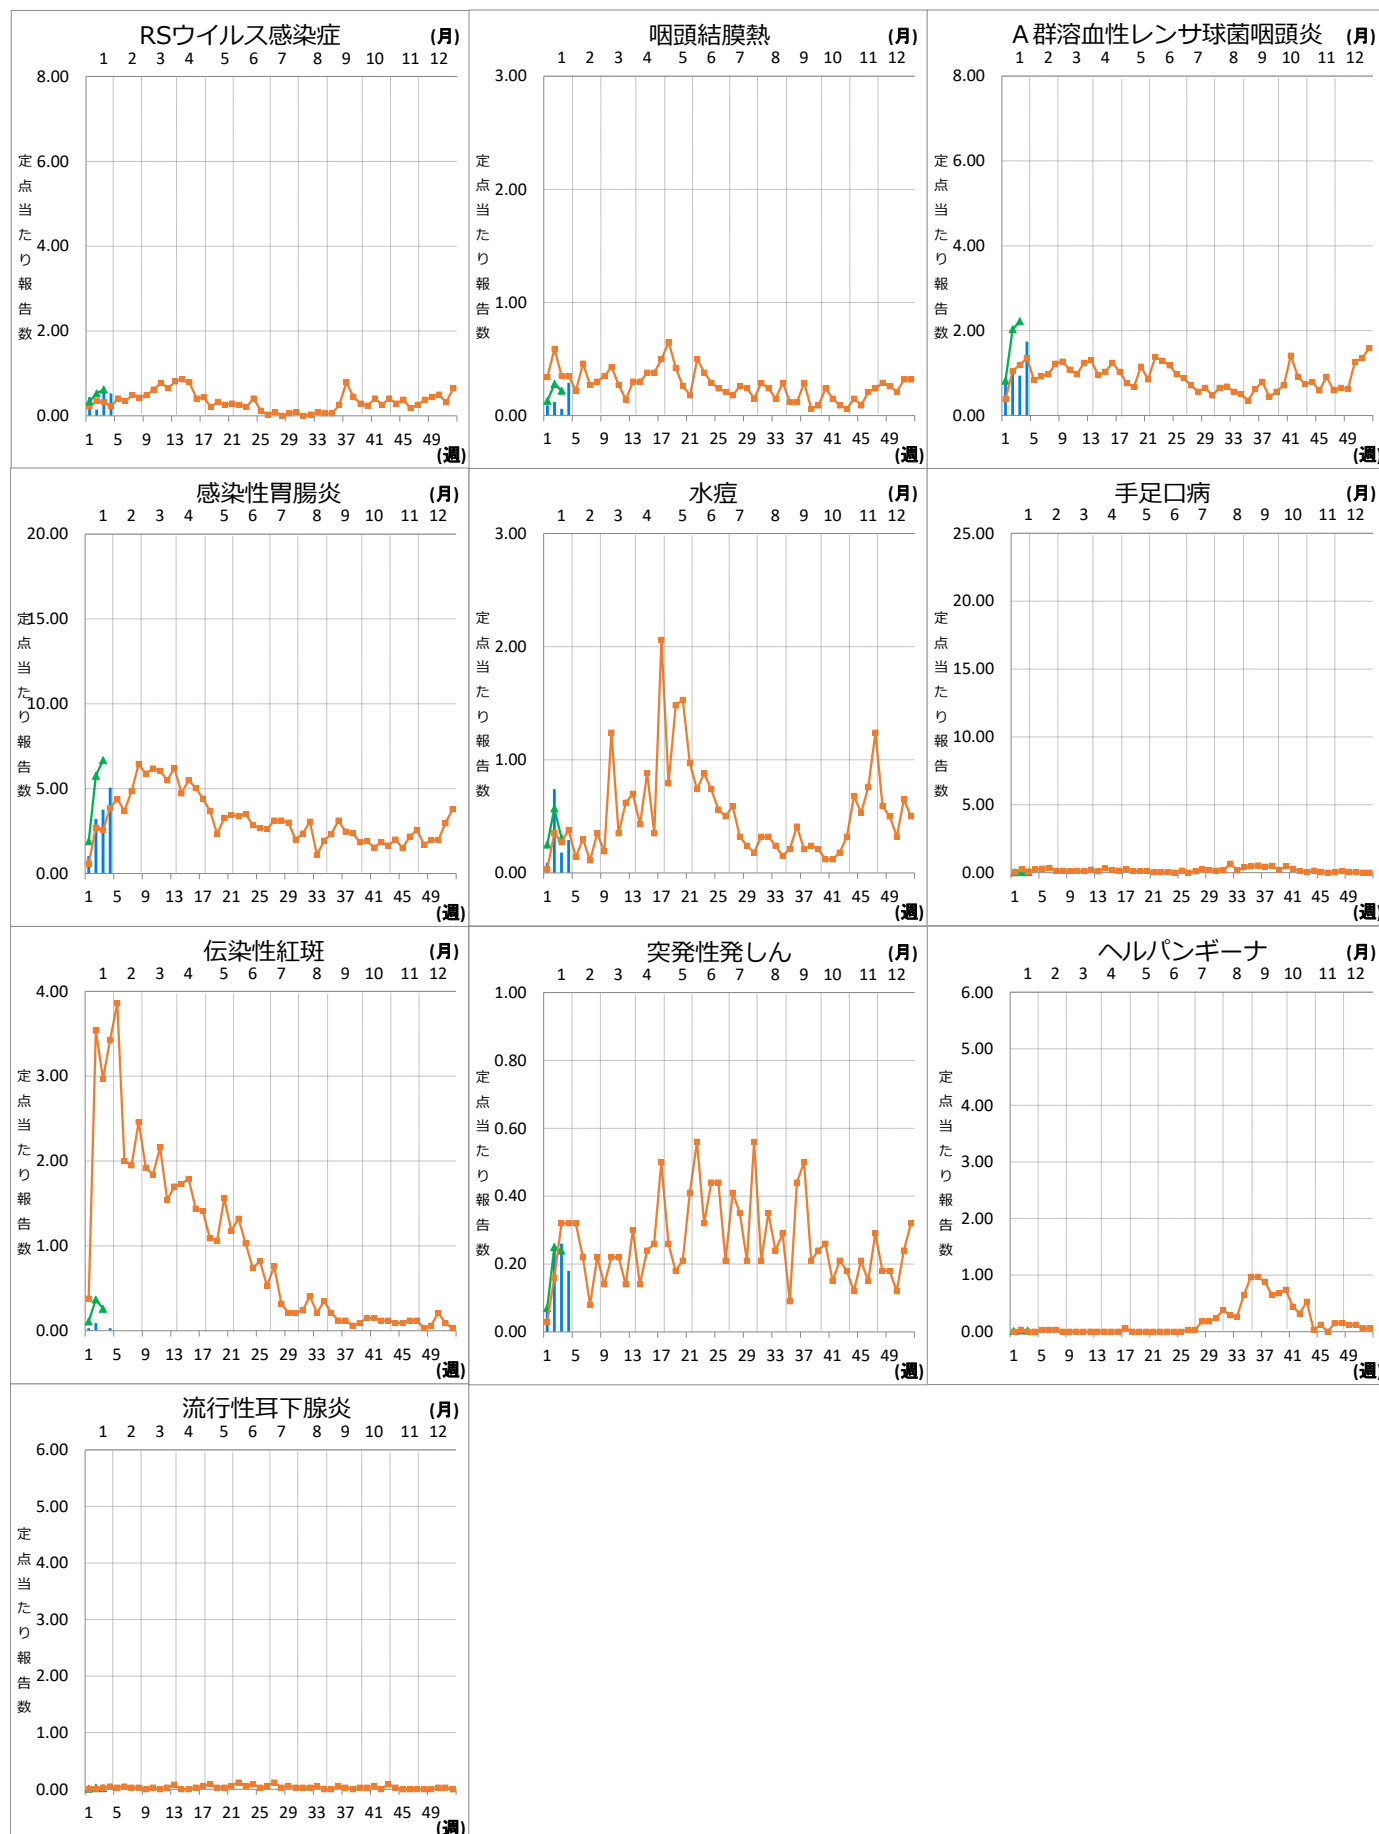 RSウイルス感染症
(月)
1 2 3 4 5 6 7 8 9 10 11 12
8.00
6.00
4.00
2.00
0.00
定点当たり報告数
1 5 9 13 17 21 25 29 33 37 41 45 49
(週)
咽頭結膜熱
(月)
1 2 3 4 5 6 7 8 9 10 11 12
3.00
2.00
1.00
0.00
定点当たり報告数
1 5 9 13 17 21 25 29 33 37 41 45 49
(週)
A群溶血性レンサ球菌咽頭炎
(月)
1 2 3 4 5 6 7 8 9 10 11 12
8.00
6.00
4.00
2.00
0.00
定点当たり報告数
1 5 9 13 17 21 25 29 33 37 41 45 49
(週)
感染性胃腸炎
(月)
1 2 3 4 5 6 7 8 9 10 11 12
20.00
15.00
10.00
5.00
0.00
定点当たり報告数
1 5 9 13 17 21 25 29 33 37 41 45 49
(週)
水痘
(月)
1 2 3 4 5 6 7 8 9 10 11 12
3.00
2.00
1.00
0.00
定点当たり報告数
1 5 9 13 17 21 25 29 33 37 41 45 49
(週)
手足口病
(月)
1 2 3 4 5 6 7 8 9 10 11 12
25.00
20.00
15.00
10.00
5.00
0.00
定点当たり報告数
1 5 9 13 17 21 25 29 33 37 41 45 49
(週)
伝染性紅斑
(月)
1 2 3 4 5 6 7 8 9 10 11 12
4.00
3.00
2.00
1.00
0.00
定点当たり報告数
1 5 9 13 17 21 25 29 33 37 41 45 49
(週)
突発性発しん
(月)
1 2 3 4 5 6 7 8 9 10 11 12
1.00
0.80
0.60
0.40
0.20
0.00
定点当たり報告数
1 5 9 13 17 21 25 29 33 37 41 45 49
(週)
ヘルパンギーナ
(月)
1 2 3 4 5 6 7 8 9 10 11 12
6.00
5.00
4.00
3.00
2.00
1.00
0.00
定点当たり報告数
1 5 9 13 17 21 25 29 33 37 41 45 49
(週)
流行性耳下腺炎
(月)
1 2 3 4 5 6 7 8 9 10 11 12
6.00
5.00
4.00
3.00
2.00
1.00
0.00
定点当たり報告数
1 5 9 13 17 21 25 29 33 37 41 45 49
(週)